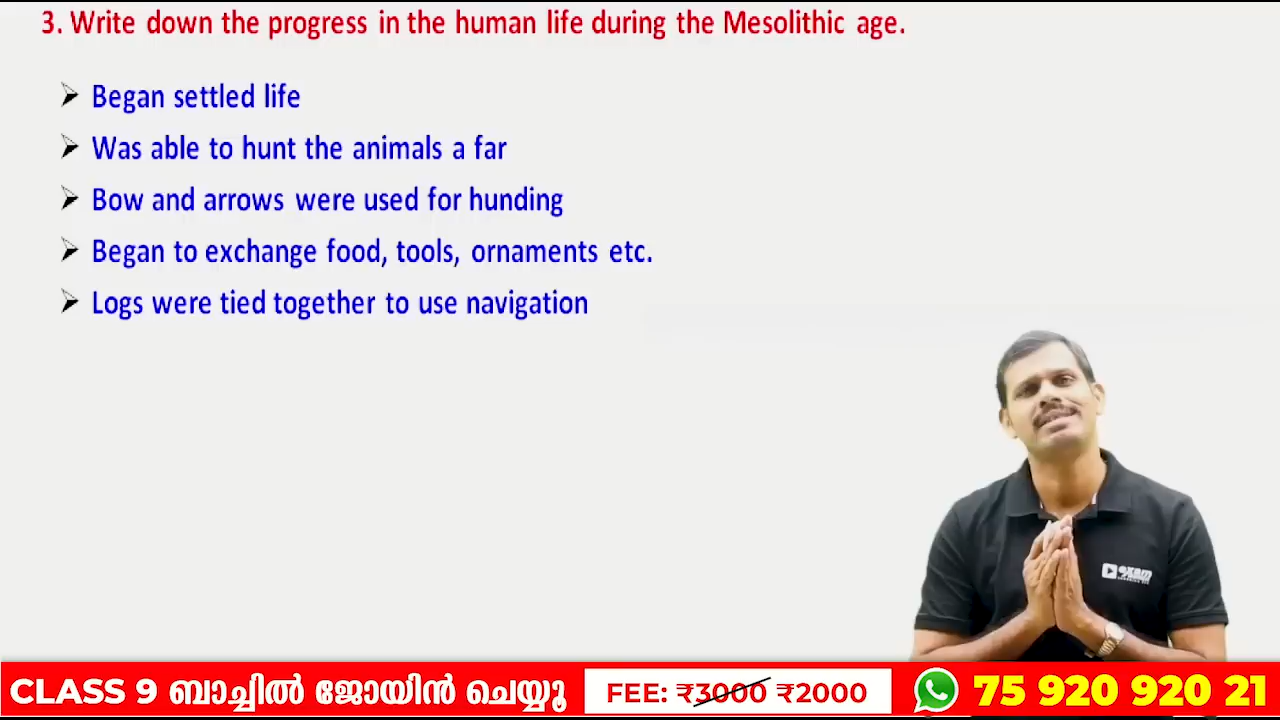 3. Write down the progress in the human life during the Mesolithic age.
➢ Began settled life
➢ Was able to hunt the animals a far
➢ Bow and arrows were used for hunding
➢ Began to exchange food, tools, ornaments etc.
➢ Logs were tied together to use navigation
exam
CLASS 9 ബാച്ചിൽ ജോയിൻ ചെയ്യൂ FEE: ₹3000 ₹2000 75 920 920 21